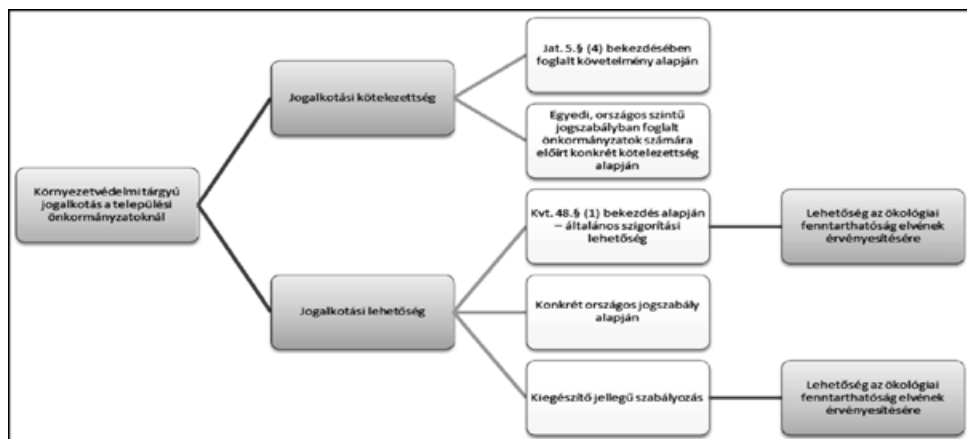 Környezetvédelmi tárgyú
jogalkotás a települési
önkormányzatoknál
Jogalkotási kötelezettség
Jat. 5.§ (4) bekezdésében
foglalt követelmény alapján
Egyedi, országos szintű
jogszabályban foglalt
önkormányzatok számára
előírt konkrét kötelezettség
alapján
Jogalkotási lehetőség
Kvt. 48.§ (1) bekezdés alapján
– általános szigorítási
lehetőség
Lehetőség az ökológiai
fenntarthatóság elvének
érvényesítésére
Konkrét országos jogszabály
alapján
Kiegészítő jellegű szabályozás
Lehetőség az ökológiai
fenntarthatóság elvének
érvényesítésére